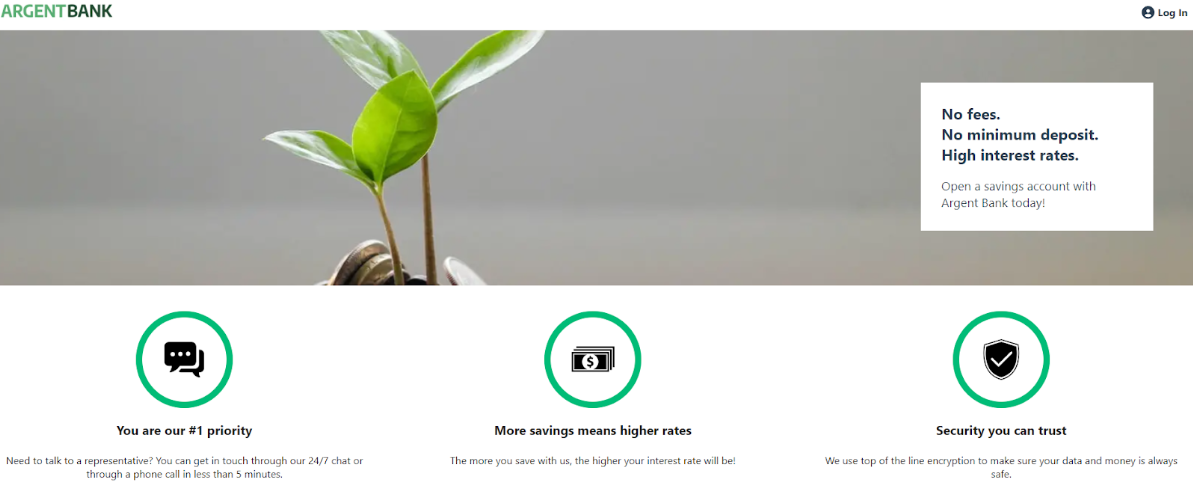 ARGENTBANK
Log In
No fees.
No minimum deposit.
High interest rates.
Open a savings account with
Argent Bank today!
$
You are our #1 priority
Need to talk to a representative? You can get in touch through our 24/7 chat or
through a phone call in less than 5 minutes.
More savings means higher rates
The more you save with us, the higher your interest rate will be!
Security you can trust
We use top of the line encryption to make sure your data and money is always
safe.